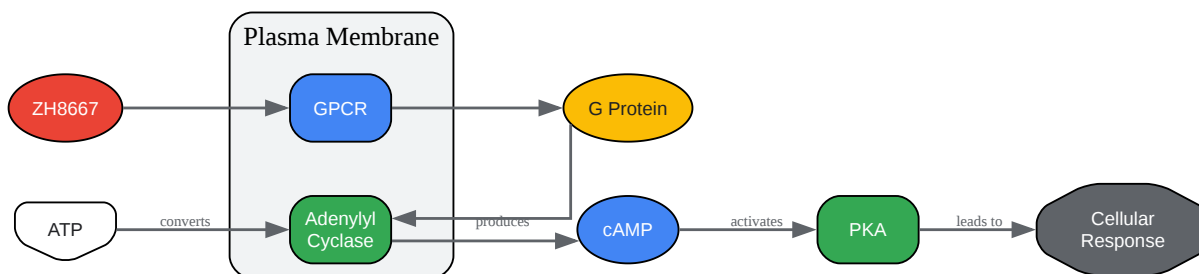 Plasma Membrane
ZH8667
GPCR
G Protein
ATP
converts
Adenylyl
Cyclase
produces
cAMP
activates
PKA
leads to
Cellular
Response